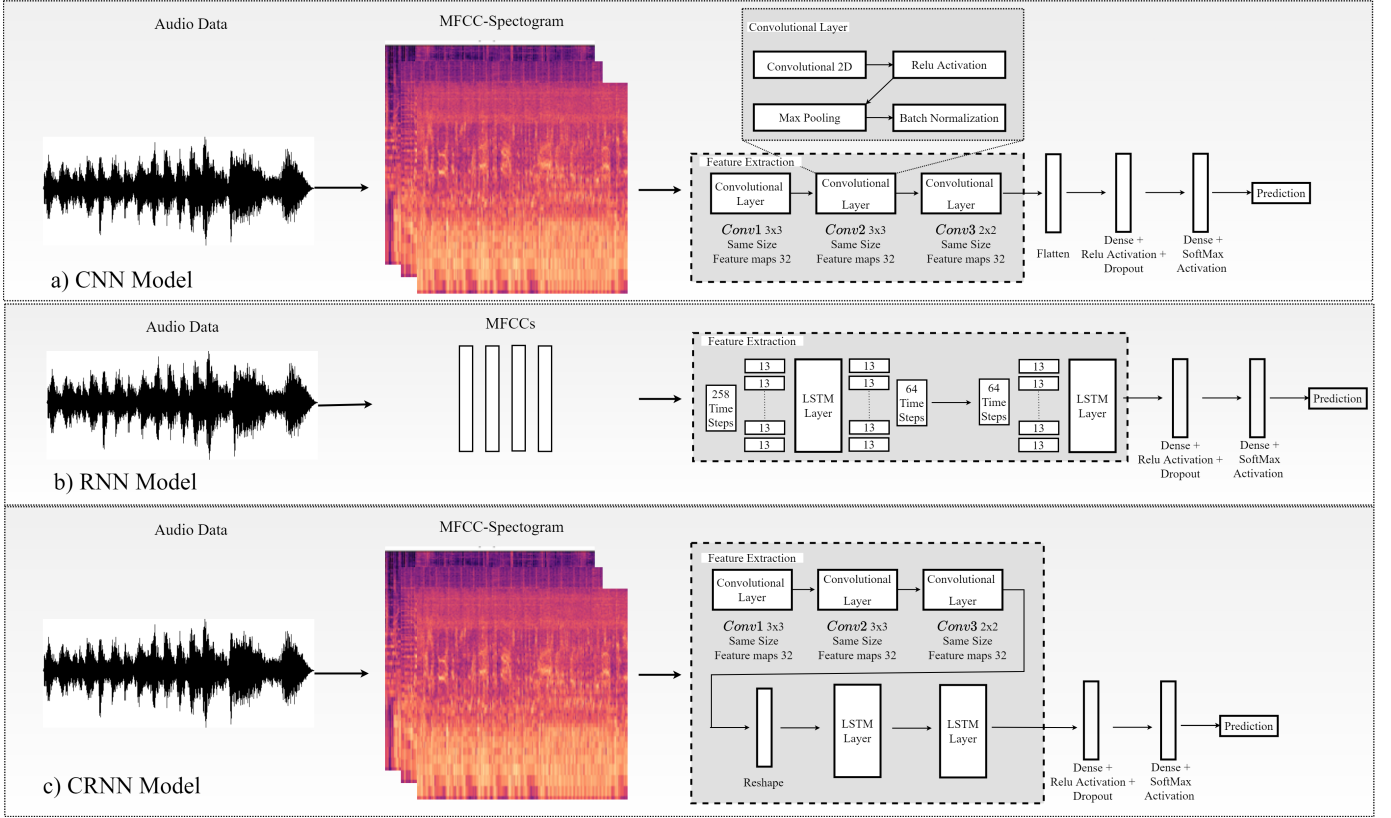 Audio Data
MFCC-Spectogram
Convolutional Layer
Convolutional 2D
Relu Activation
Max Pooling
Batch Normalization
Feature Extraction
Convolutional
Layer
Convolutional
Layer
Convolutional
Layer
Conv1 3x3
Same Size
Feature maps 32
Conv2 3x3
Same Size
Feature maps 32
Conv3 2x2
Same Size
Feature maps 32
Flatten
Dense +
Relu Activation +
Dropout
Dense +
SoftMax
Activation
Prediction
a) CNN Model
Audio Data
MFCCs
Feature Extraction
258
Time
Steps
13
13
13
13
LSTM
Layer
13
13
13
13
64
Time
Steps
64
Time
Steps
13
13
13
13
LSTM
Layer
Dense +
Relu Activation +
Dropout
Dense +
SoftMax
Activation
Prediction
b) RNN Model
Audio Data
MFCC-Spectogram
Feature Extraction
Convolutional
Layer
Convolutional
Layer
Convolutional
Layer
Conv1 3x3
Same Size
Feature maps 32
Conv2 3x3
Same Size
Feature maps 32
Conv3 2x2
Same Size
Feature maps 32
Reshape
LSTM
Layer
LSTM
Layer
Dense +
Relu Activation +
Dropout
Dense +
SoftMax
Activation
Prediction
c) CRNN Model